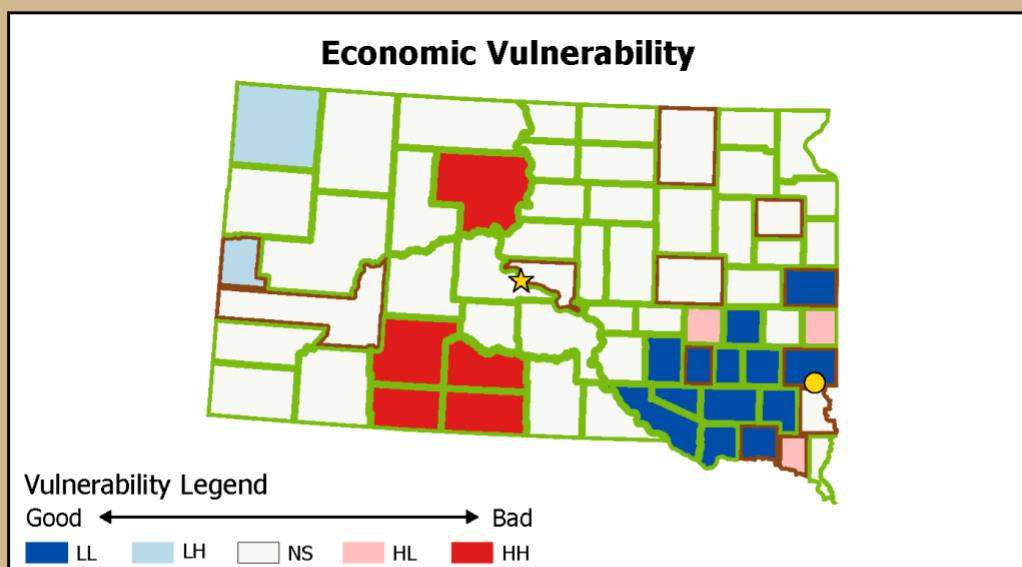 Economic Vulnerability
Vulnerability Legend
Good Bad
LL LH NS HL HH